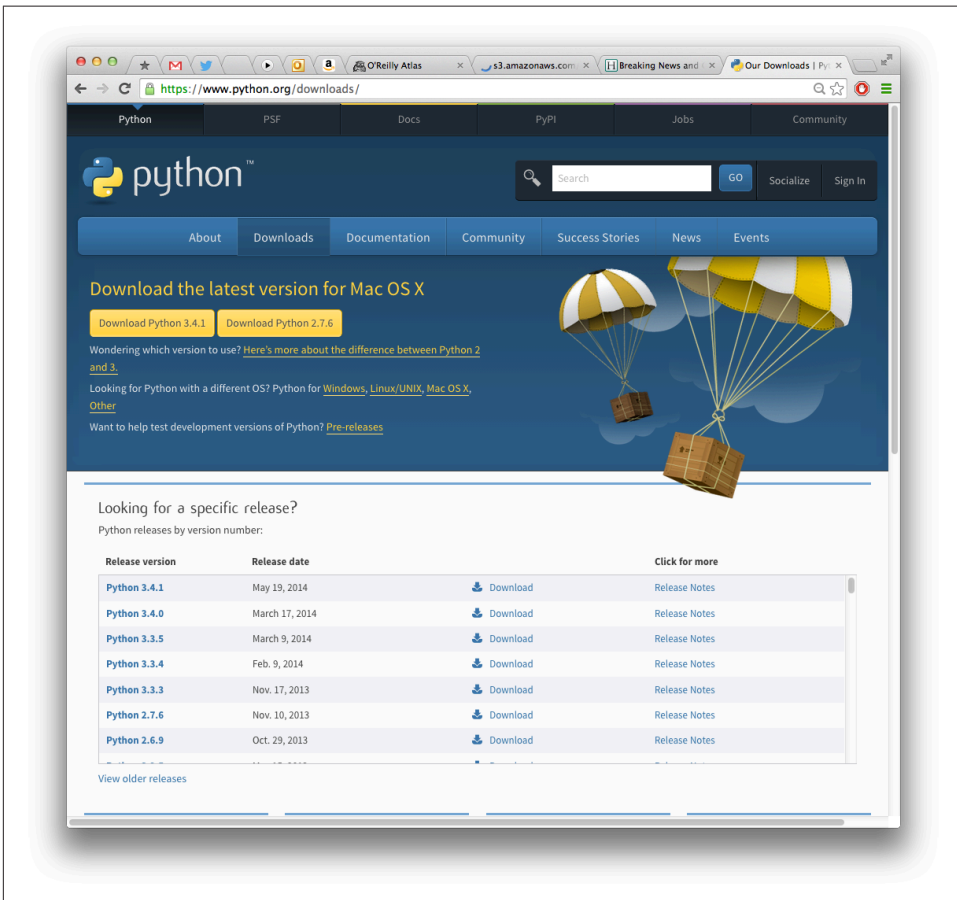 O'Reilly Atlas
s3.amazonaws.com
Breaking News and
Our Downloads | Py
https://www.python.org/downloads/
Python PSF Docs PyPI Jobs Community
python™
Search GO Socialize Sign In
About Downloads Documentation Community Success Stories News Events
Download the latest version for Mac OS X
Download Python 3.4.1 Download Python 2.7.6
Wondering which version to use? Here's more about the difference between Python 2
and 3.
Looking for Python with a different OS? Python for Windows, Linux/UNIX, Mac OS X,
Other
Want to help test development versions of Python? Pre-releases
Looking for a specific release?
Python releases by version number:
Release version Release date Click for more
Python 3.4.1 May 19, 2014 Download Release Notes
Python 3.4.0 March 17, 2014 Download Release Notes
Python 3.3.5 March 9, 2014 Download Release Notes
Python 3.3.4 Feb. 9, 2014 Download Release Notes
Python 3.3.3 Nov. 17, 2013 Download Release Notes
Python 2.7.6 Nov. 10, 2013 Download Release Notes
Python 2.6.9 Oct. 29, 2013 Download Release Notes
View older releases